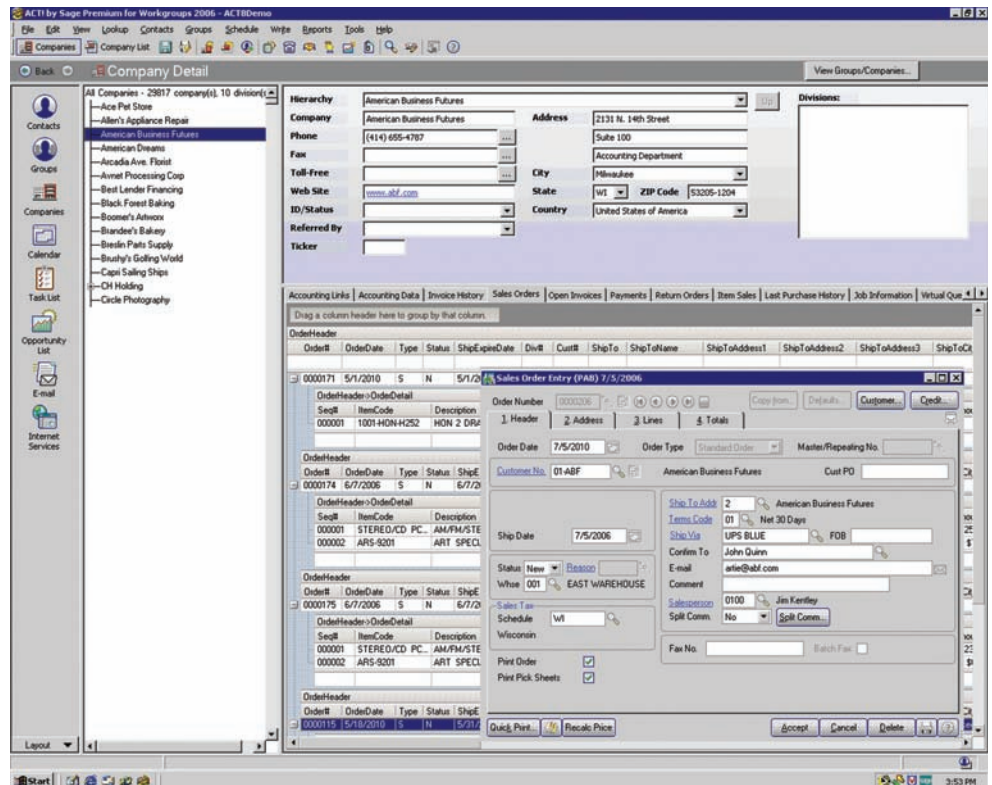 ACT! by Sage Premium for Workgroups 2006 - ACT8Demo
File Edit View Lookup Contacts Groups Schedule Write Reports Tools Help
Companies Company List
Back Company Detail View Groups/Companies...
Contacts
Groups
Companies
Calendar
Task List
Opportunity List
E-mail
Internet Services
Layout
All Companies - 29817 company(s), 10 division(s
Ace Pet Store
Allen's Appliance Repair
American Business Futures
American Dreams
Arcadia Ave. Florist
Avnet Processing Corp
Best Lender Financing
Black Forest Baking
Boomer's Artworx
Brandee's Bakery
Breslin Parts Supply
Brushy's Golfing World
Capri Sailing Ships
CH Holding
Circle Photography
Hierarchy American Business Futures Up Divisions:
Company American Business Futures Address 2131 N. 14th Street
Phone (414) 655-4787 ... Suite 100
Fax ... Accounting Department
Toll-Free ... City Milwaukee
Web Site www.abf.com State WI ZIP Code 53205-1204
ID/Status Country United States of America
Referred By
Ticker
Accounting Links Accounting Data Invoice History Sales Orders Open Invoices Payments Return Orders Item Sales Last Purchase History Job Information Virtual Que
Drag a column header here to group by that column.
OrderHeader
Order# OrderDate Type Status ShipExpireDate Div# Cust# ShipTo ShipToName ShipToAddress1 ShipToAddress2 ShipToAddress3 ShipToCit
0000171 5/1/2010 S N 5/1/2
OrderHeader->OrderDetail
Seq# ItemCode Description
000001 1001-HON-H252 HON 2 DRA
OrderHeader
Order# OrderDate Type Status ShipE
0000174 6/7/2006 S N 6/7/2
OrderHeader->OrderDetail
Seq# ItemCode Description
000001 STEREO/CD PC... AM/FM/STE
000002 ARS-9201 ART SPECL
OrderHeader
Order# OrderDate Type Status ShipE
0000175 6/7/2006 S N 6/7/2
OrderHeader->OrderDetail
Seq# ItemCode Description
000001 STEREO/CD PC... AM/FM/STE
000002 ARS-9201 ART SPECL
OrderHeader
Order# OrderDate Type Status ShipE
0000115 5/18/2010 S N 5/31/2
Sales Order Entry (PAB) 7/5/2006
Order Number 0000206 Copy from... Defaults... Customer... Credit...
1. Header 2. Address 3. Lines 4. Totals
Order Date 7/5/2010 Order Type Standard Order Master/Repeating No.
Customer No. 01-ABF American Business Futures Cust PO
Ship To Addr 2 American Business Futures
Terms Code 01 Net 30 Days
Ship Date 7/5/2006 Ship Via UPS BLUE FOB
Confirm To John Quinn
Status New Reason E-mail artie@abf.com
Whse 001 EAST WAREHOUSE Comment
Sales Tax Salesperson 0100 Jim Kentley
Schedule WI Split Comm. No Split Comm...
Wisconsin
Fax No. Batch Fax
Print Order
Print Pick Sheets
Quick Print... Recalc Price Accept Cancel Delete
Start 3:53 PM